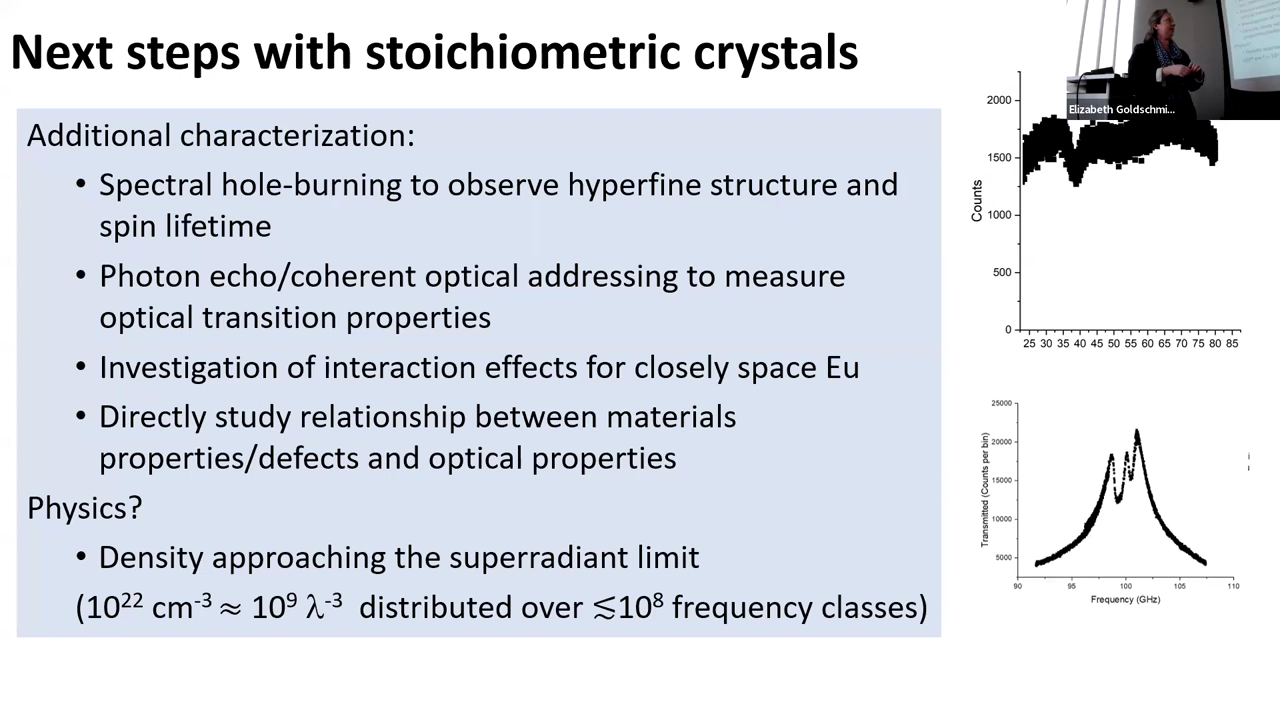 Next steps with stoichiometric crystals
Additional characterization:
• Spectral hole-burning to observe hyperfine structure and
spin lifetime
• Photon echo/coherent optical addressing to measure
optical transition properties
• Investigation of interaction effects for closely space Eu
• Directly study relationship between materials
properties/defects and optical properties
Physics?
• Density approaching the superradiant limit
(10²² cm⁻³ ≈ 10⁹ λ⁻³ distributed over ≲10⁸ frequency classes)
Elizabeth Goldschmi...
2000
1500
1000
500
0
Counts
25 30 35 40 45 50 55 60 65 70 75 80 85
25000
20000
15000
10000
5000
Transmitted (Counts per bin)
90 95 100 105 110
Frequency (GHz)